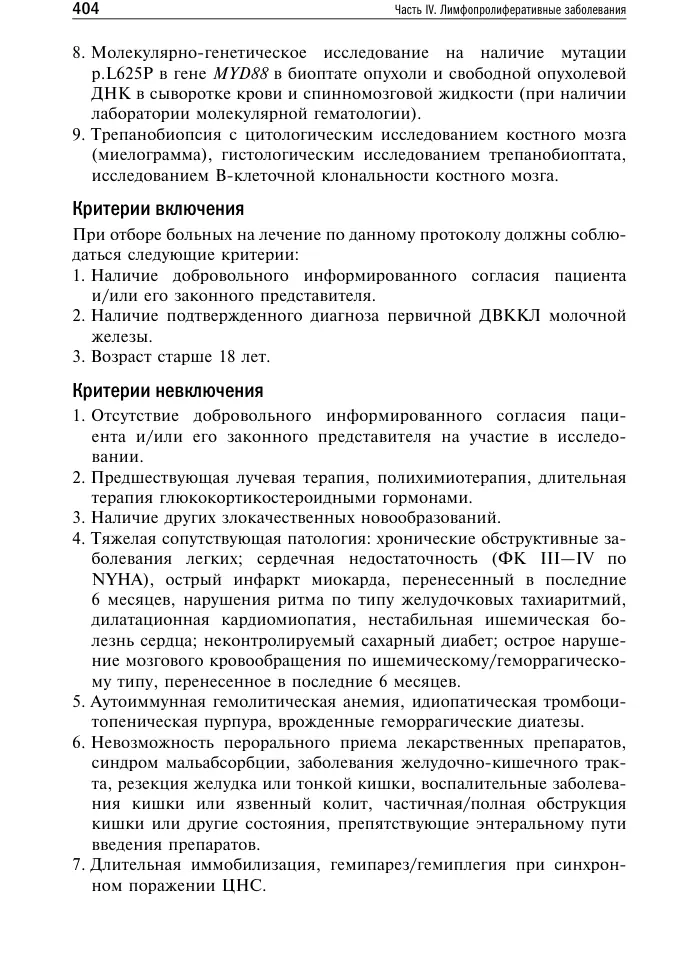 404
Часть IV. Лимфопролиферативные заболевания
8. Молекулярно-генетическое исследование на наличие мутации
p.L625P в гене MYD88 в биоптате опухоли и свободной опухолевой
ДНК в сыворотке крови и спинномозговой жидкости (при наличии
лаборатории молекулярной гематологии).
9. Трепанобиопсия с цитологическим исследованием костного мозга
(миелограмма), гистологическим исследованием трепанобиоптата,
исследованием В-клеточной клональности костного мозга.
Критерии включения
При отборе больных на лечение по данному протоколу должны соблю-
даться следующие критерии:
1. Наличие добровольного информированного согласия пациента
и/или его законного представителя.
2. Наличие подтвержденного диагноза первичной ДВККЛ молочной
железы.
3. Возраст старше 18 лет.
Критерии невключения
1. Отсутствие добровольного информированного согласия паци-
ента и/или его законного представителя на участие в исследо-
вании.
2. Предшествующая лучевая терапия, полихимиотерапия, длительная
терапия глюкокортикостероидными гормонами.
3. Наличие других злокачественных новообразований.
4. Тяжелая сопутствующая патология: хронические обструктивные за-
болевания легких; сердечная недостаточность (ФК III—IV по
NYHA), острый инфаркт миокарда, перенесенный в последние
6 месяцев, нарушения ритма по типу желудочковых тахиаритмий,
дилатационная кардиомиопатия, нестабильная ишемическая бо-
лезнь сердца; неконтролируемый сахарный диабет; острое наруше-
ние мозгового кровообращения по ишемическому/геморрагическо-
му типу, перенесенное в последние 6 месяцев.
5. Аутоиммунная гемолитическая анемия, идиопатическая тромбоци-
топеническая пурпура, врожденные геморрагические диатезы.
6. Невозможность перорального приема лекарственных препаратов,
синдром мальабсорбции, заболевания желудочно-кишечного трак-
та, резекция желудка или тонкой кишки, воспалительные заболева-
ния кишки или язвенный колит, частичная/полная обструкция
кишки или другие состояния, препятствующие энтеральному пути
введения препаратов.
7. Длительная иммобилизация, гемипарез/гемиплегия при синхрон-
ном поражении ЦНС.